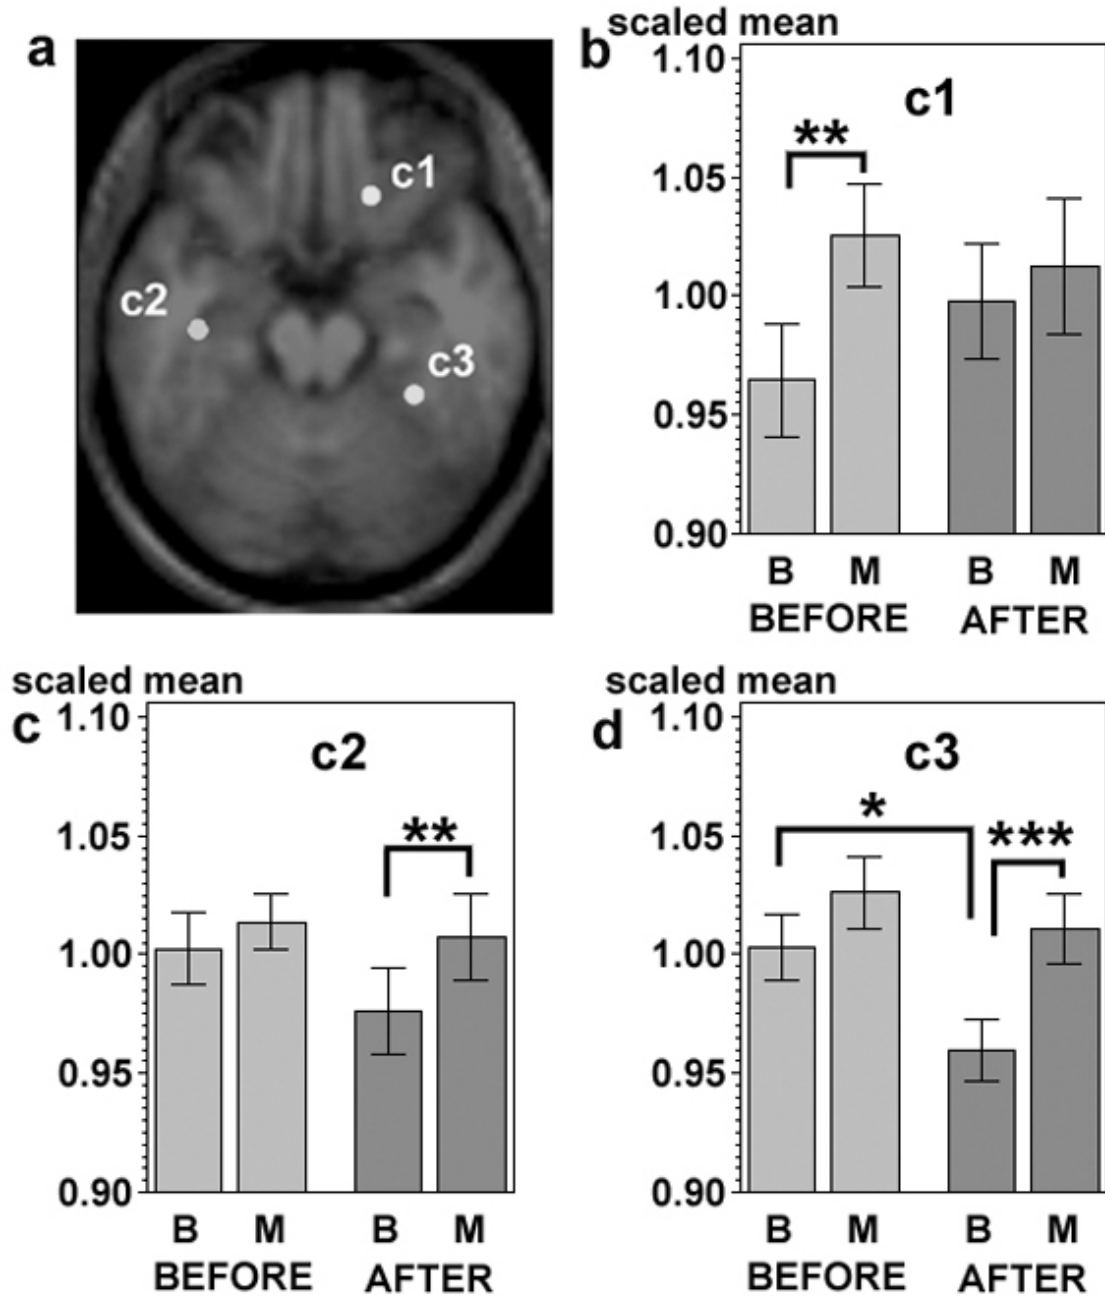 a
c1
c2
c3
b
scaled mean
c1
**
1.10
1.05
1.00
0.95
0.90
B M B M
BEFORE AFTER
scaled mean
c
c2
**
1.10
1.05
1.00
0.95
0.90
B M B M
BEFORE AFTER
scaled mean
d
c3
* ***
1.10
1.05
1.00
0.95
0.90
B M B M
BEFORE AFTER